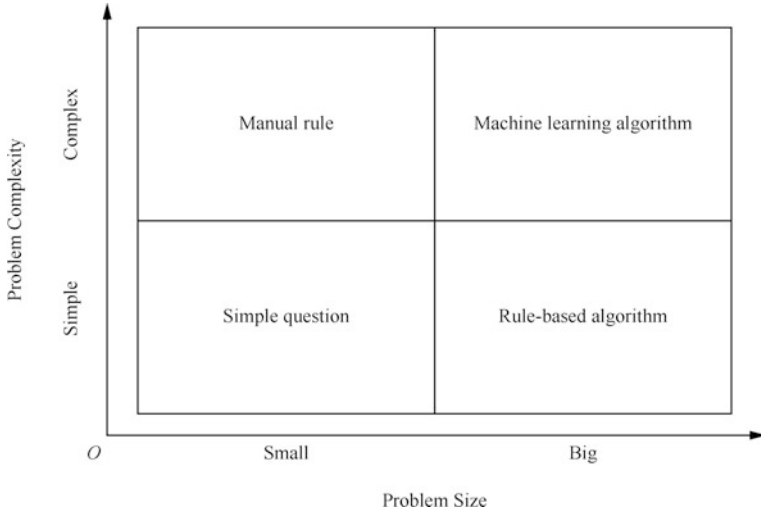 Problem Complexity
Complex
Manual rule
Machine learning algorithm
Simple
Simple question
Rule-based algorithm
O
Small
Big
Problem Size